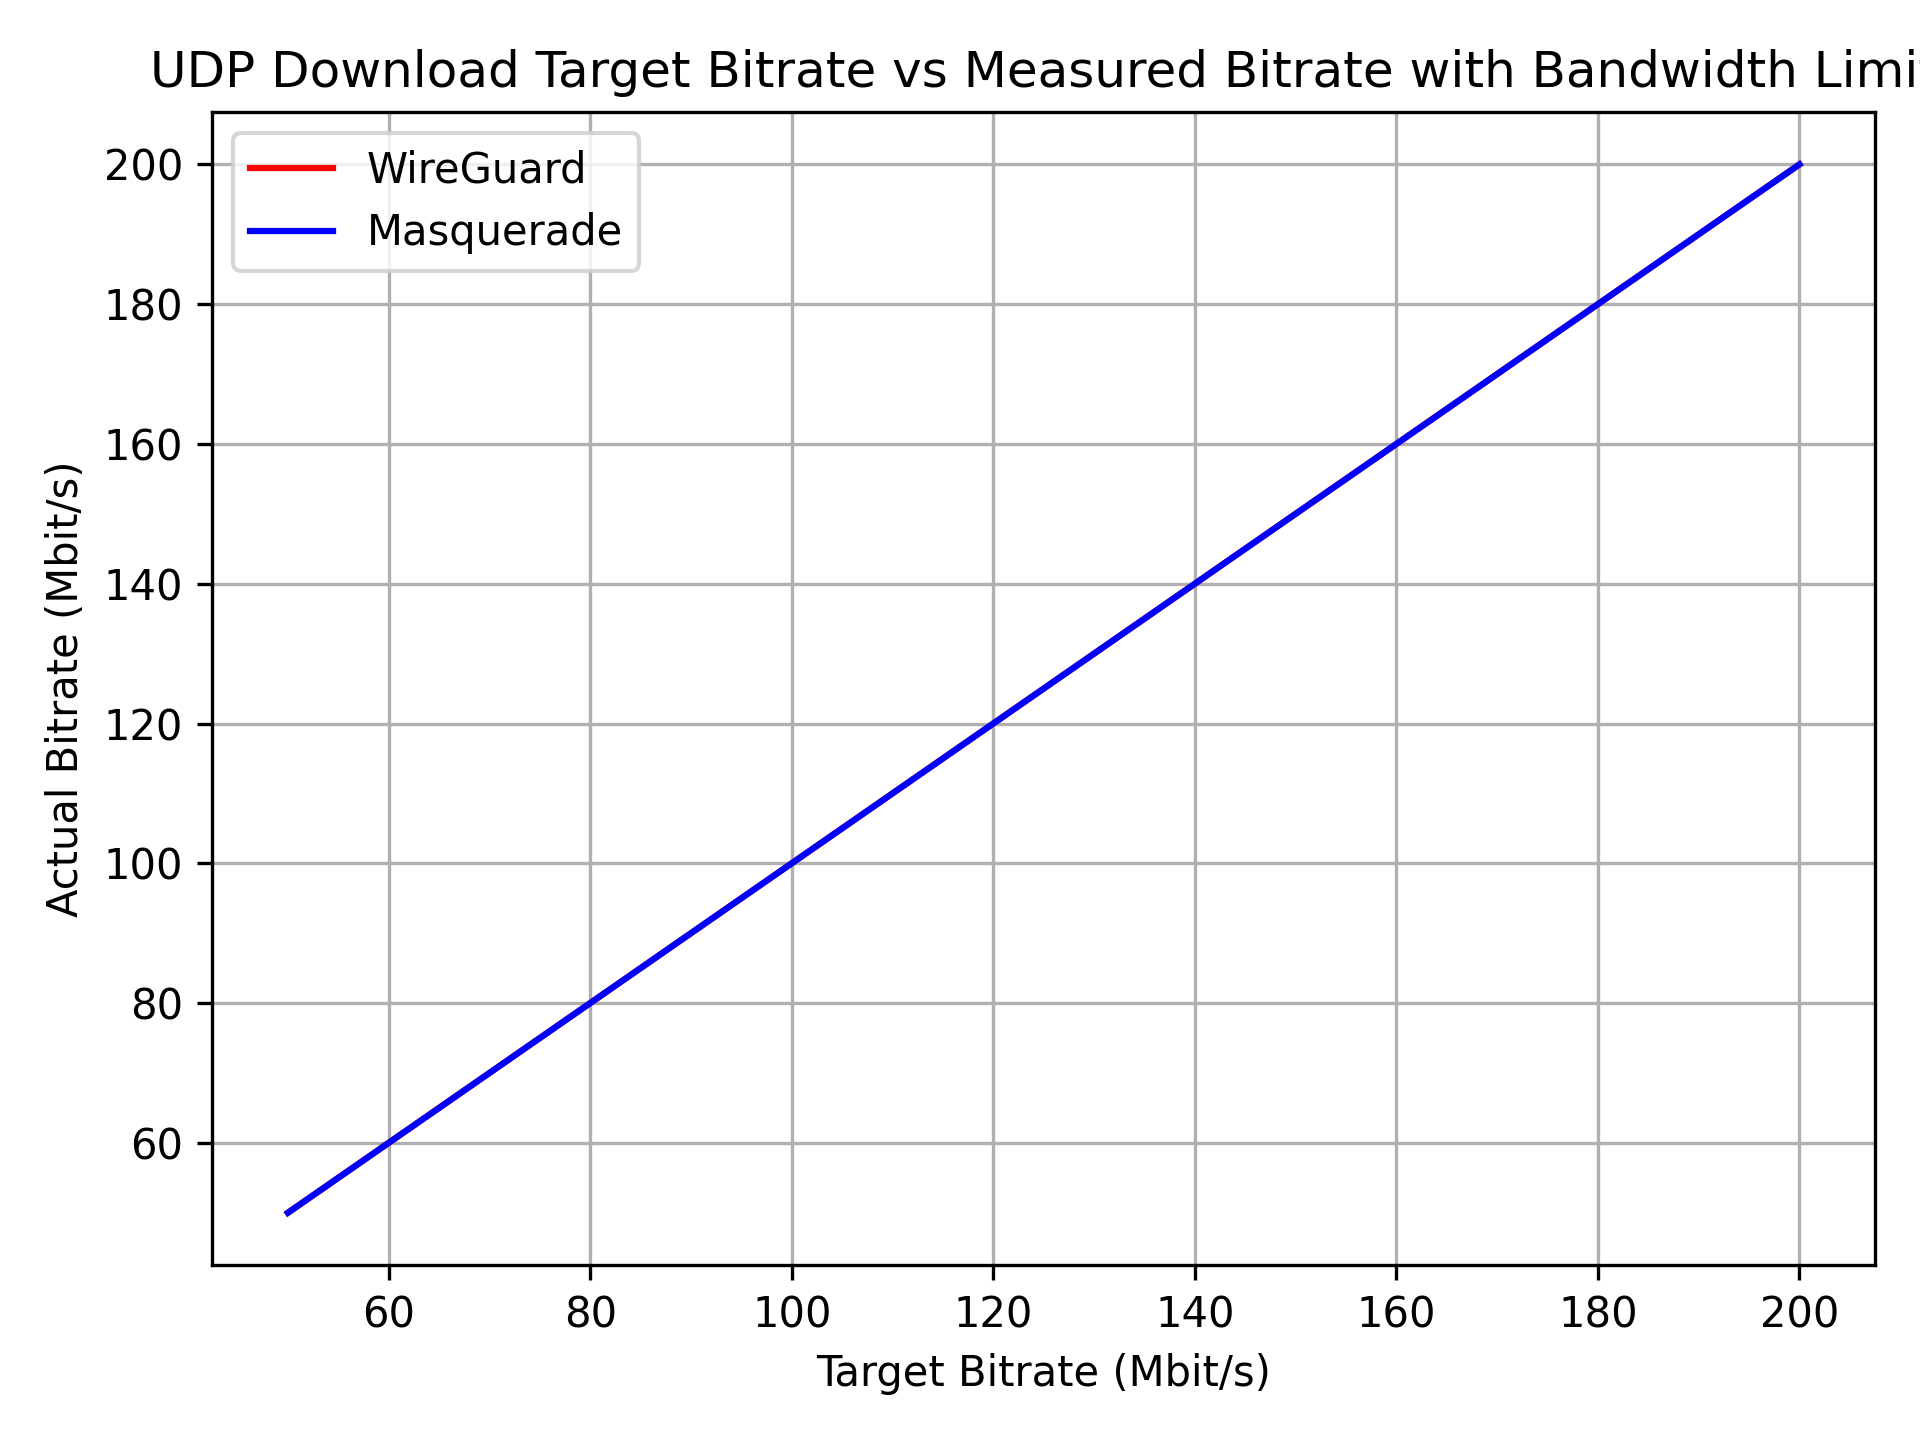 UDP Download Target Bitrate vs Measured Bitrate with Bandwidth
WireGuard
Masquerade
Actual Bitrate (Mbit/s)
200
180
160
140
120
100
80
60
60 80 100 120 140 160 180 200
Target Bitrate (Mbit/s)